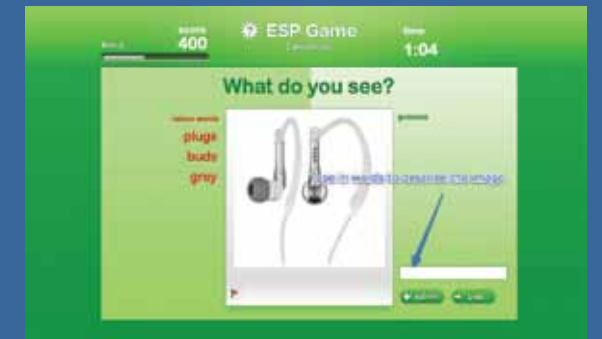 score
400
ESP Game
time
1:04
What do you see?
taboo words
plugs
buds
gray
guesses
Type in words to describe the image
submit